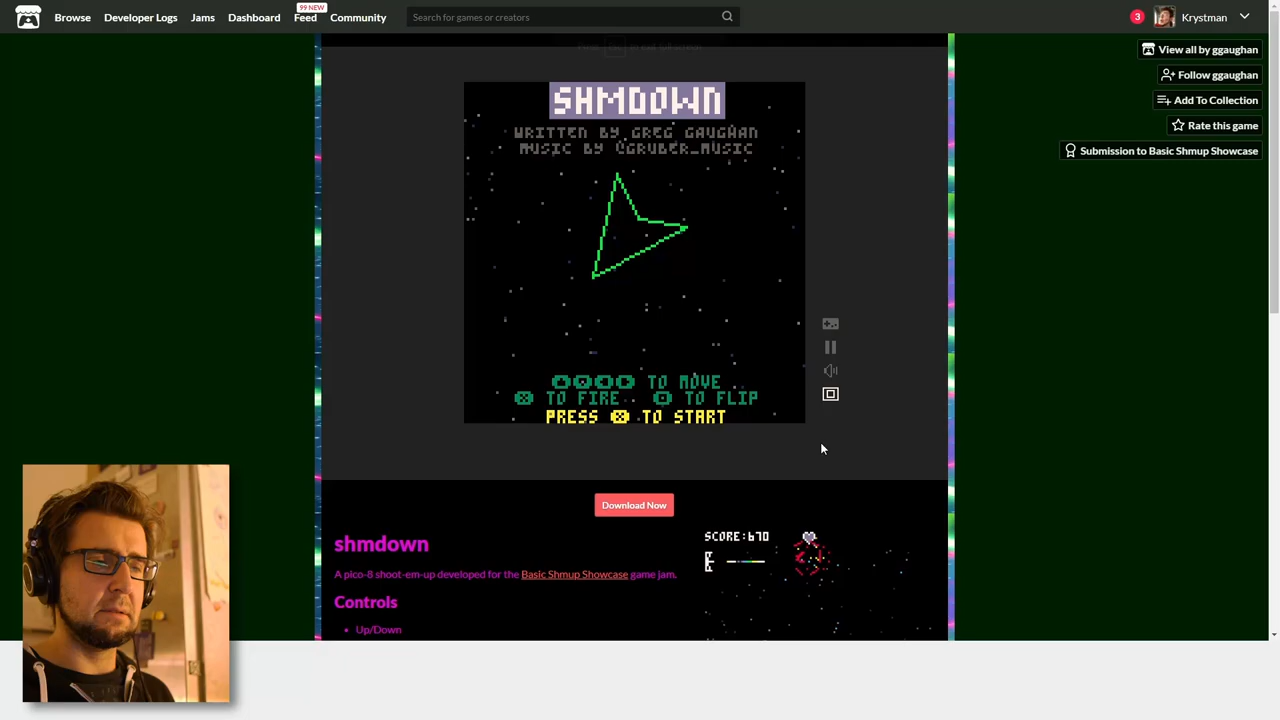 Browse Developer Logs Jams Dashboard Feed Community
99 NEW
Search for games or creators
3 Krystman
View all by ggaughan
Follow ggaughan
Add To Collection
Rate this game
Submission to Basic Shmup Showcase
SHMDOWN
WRITTEN BY GREG GAUGHAN
MUSIC BY @GRUBER_MUSIC
TO MOVE
TO FIRE. TO FLIP
PRESS TO START
Download Now
shmdown
A pico-8 shoot-em-up developed for the Basic Shmup Showcase game jam.
Controls
• Up/Down
SCORE:670